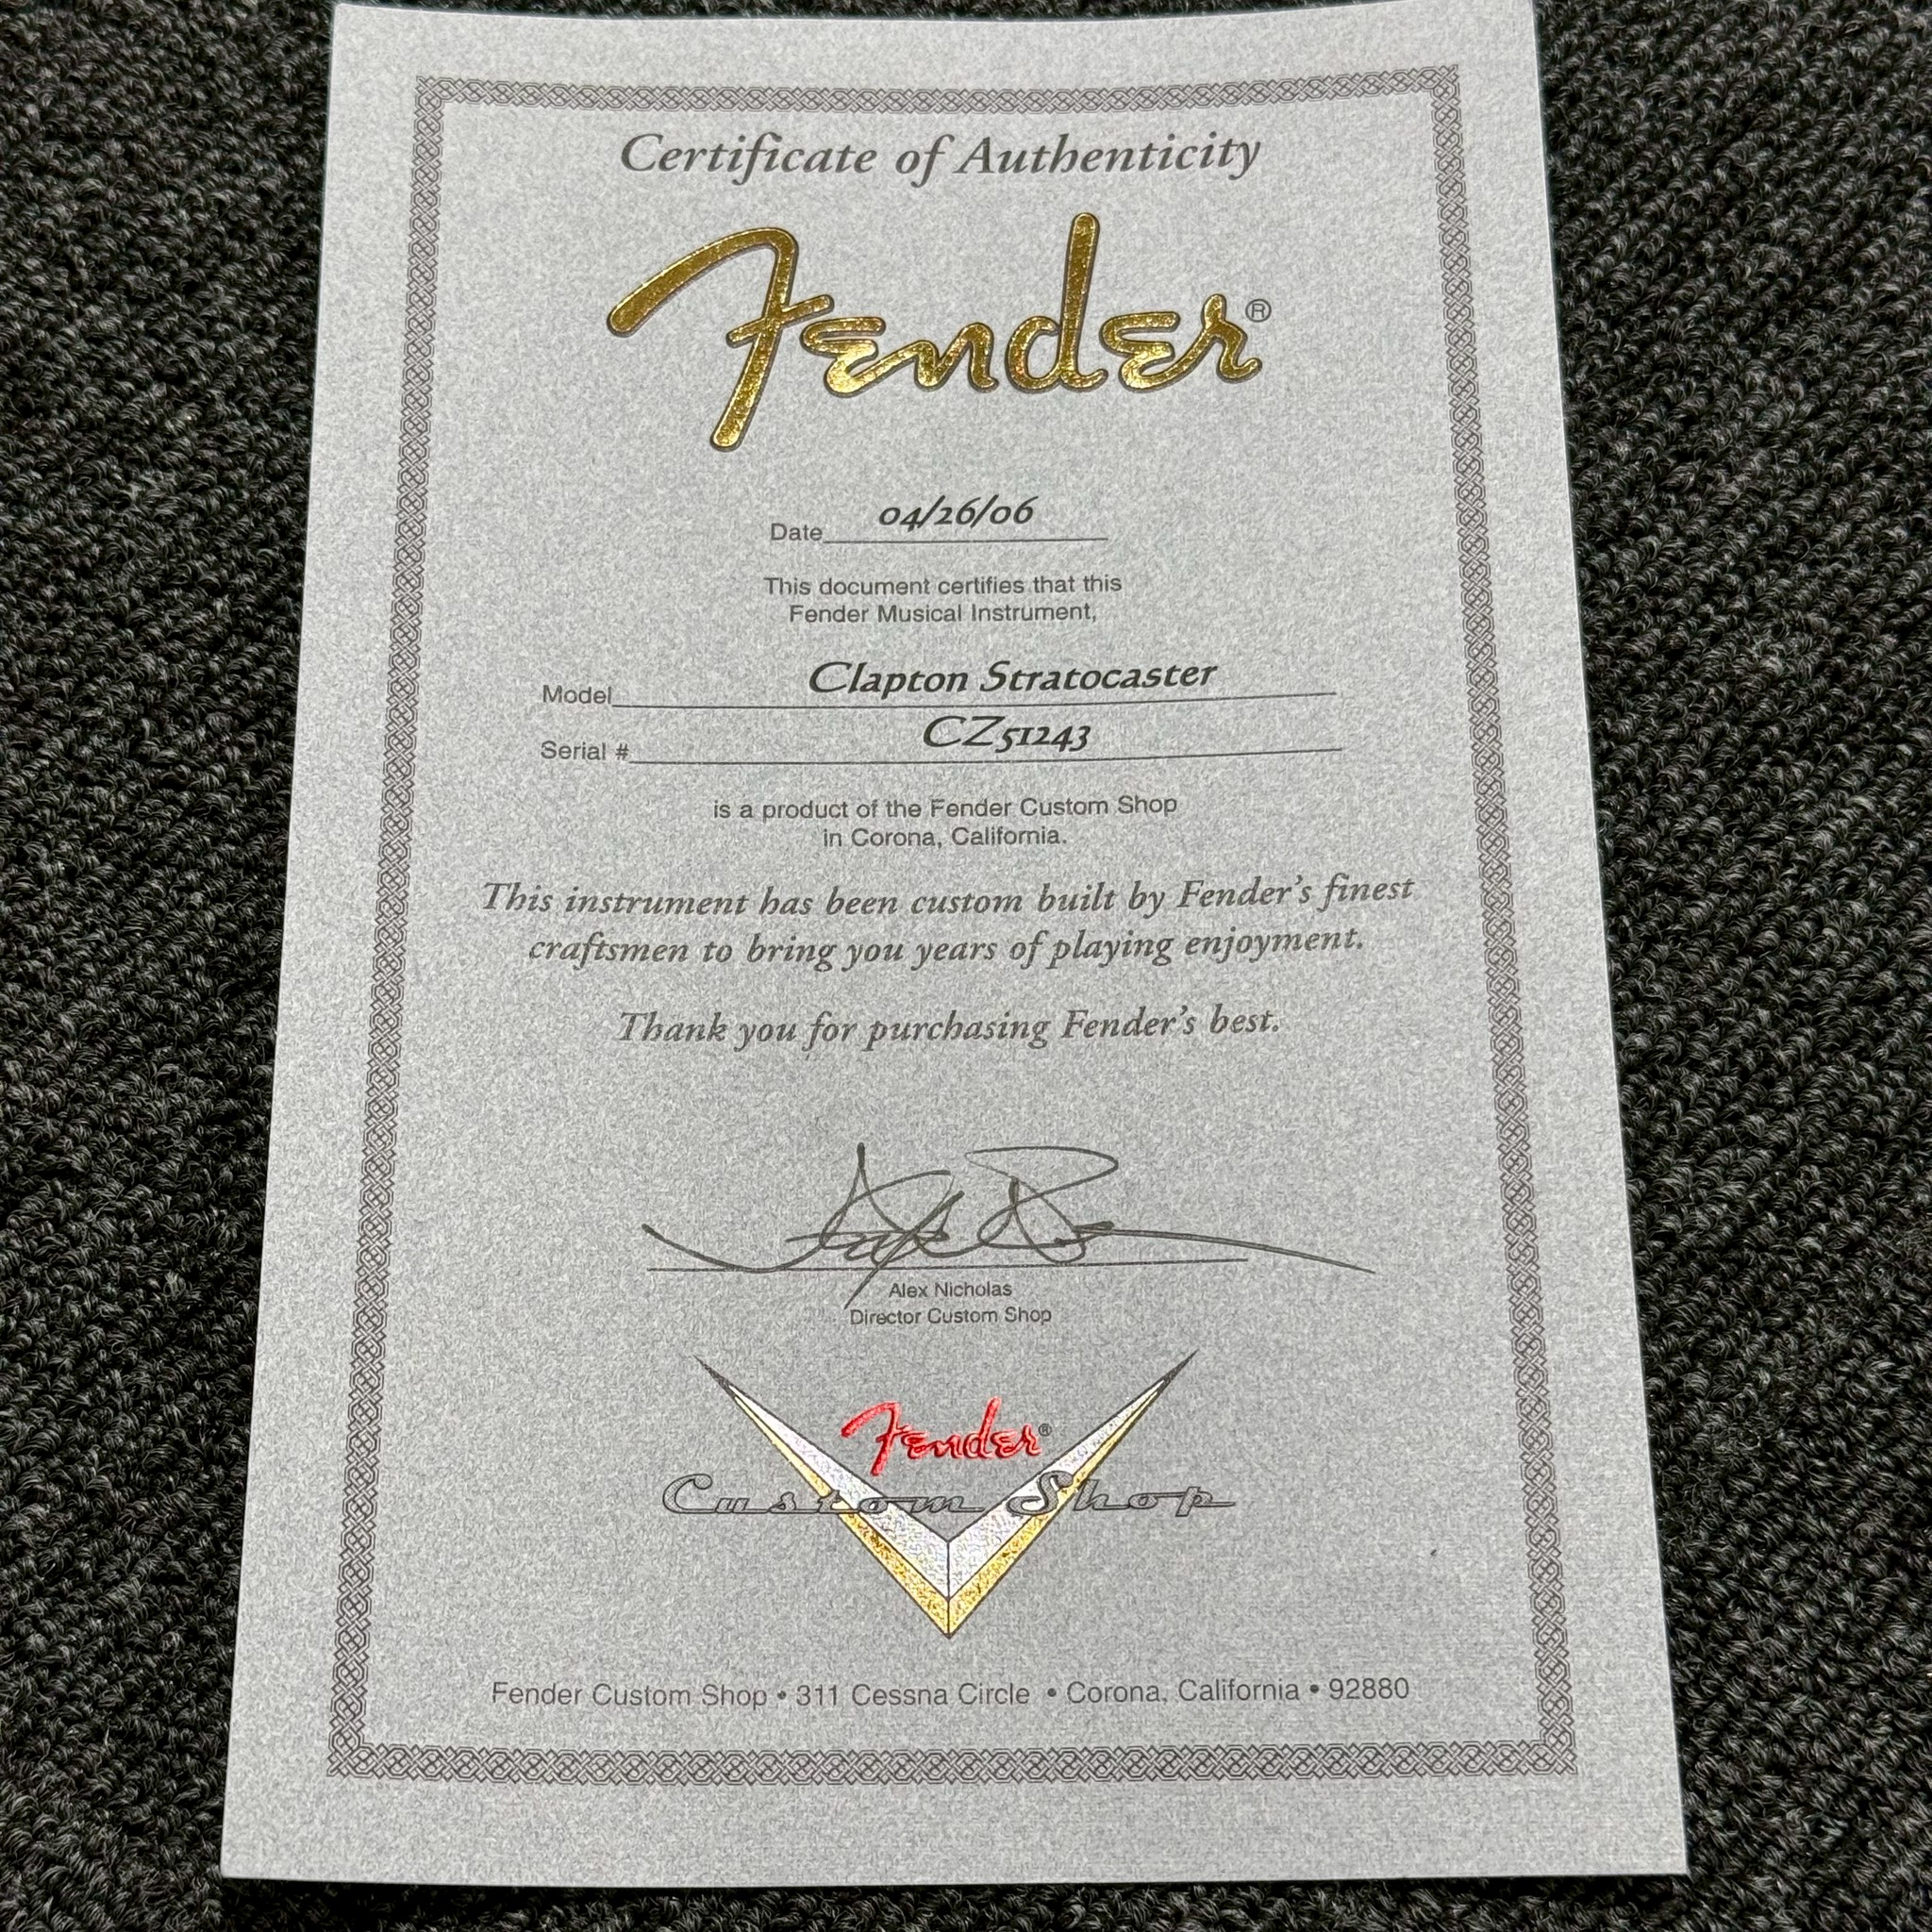 Certificate of Authenticity
Fender®
Date 04/26/06
This document certifies that this
Fender Musical Instrument,
Model Clapton Stratocaster
Serial # CZ51243
is a product of the Fender Custom Shop
in Corona, California.
This instrument has been custom built by Fender's finest
craftsmen to bring you years of playing enjoyment.
Thank you for purchasing Fender's best.
Alex Nicholas
Director Custom Shop
Fender®
Custom Shop
Fender Custom Shop • 311 Cessna Circle • Corona, California • 92880